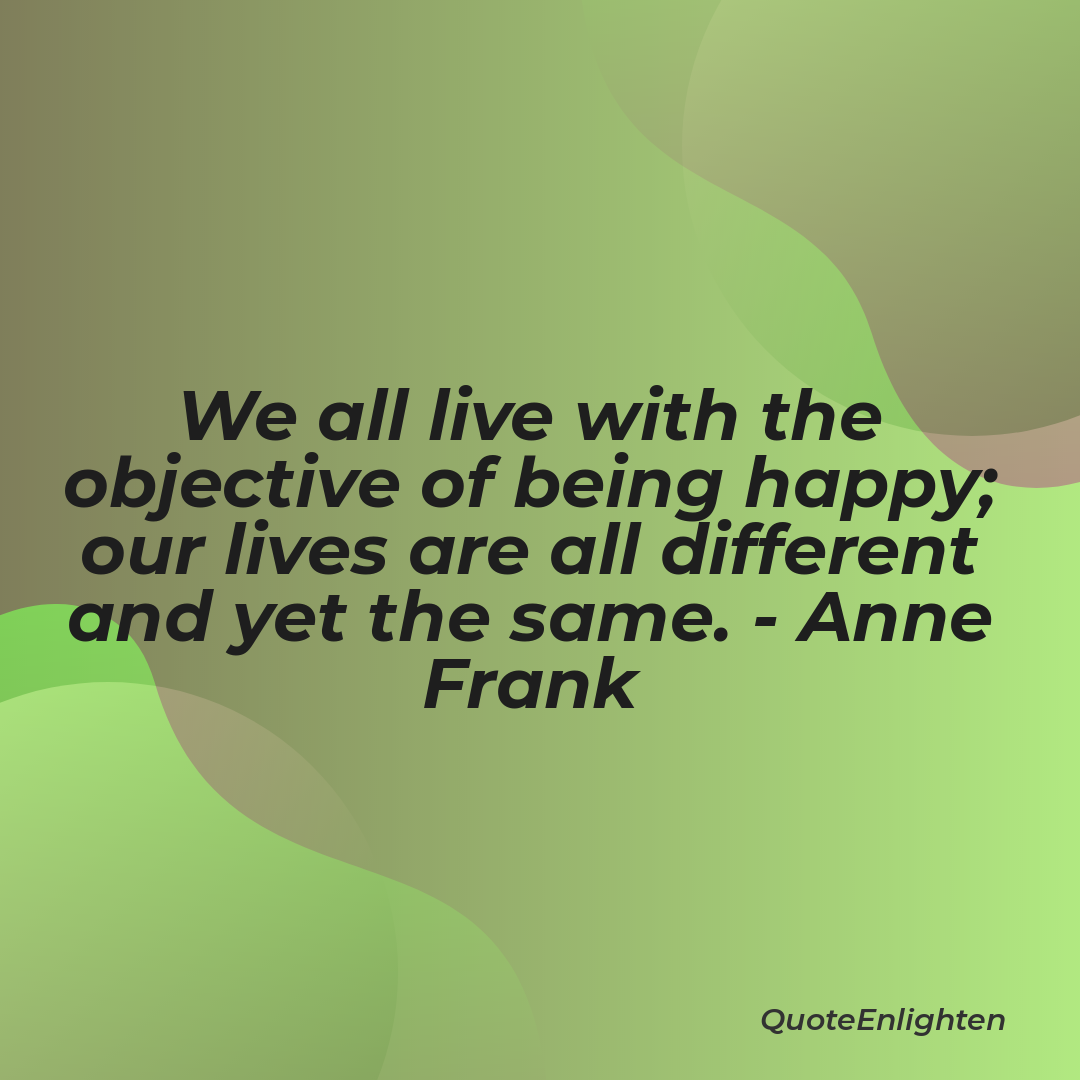 We all live with the
objective of being happy;
our lives are all different
and yet the same. - Anne
Frank
QuoteEnlighten